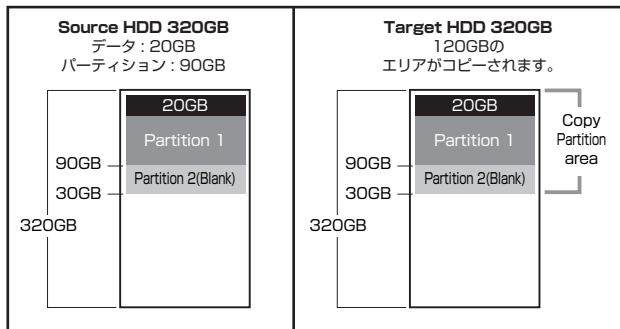 Source HDD 320GB
データ : 20GB
パーティション : 90GB
20GB
Partition 1
90GB
Partition 2(Blank)
30GB
320GB
Target HDD 320GB
120GBの
エリアがコピーされます。
20GB
Partition 1
90GB
Partition 2(Blank)
30GB
320GB
Copy
Partition
area